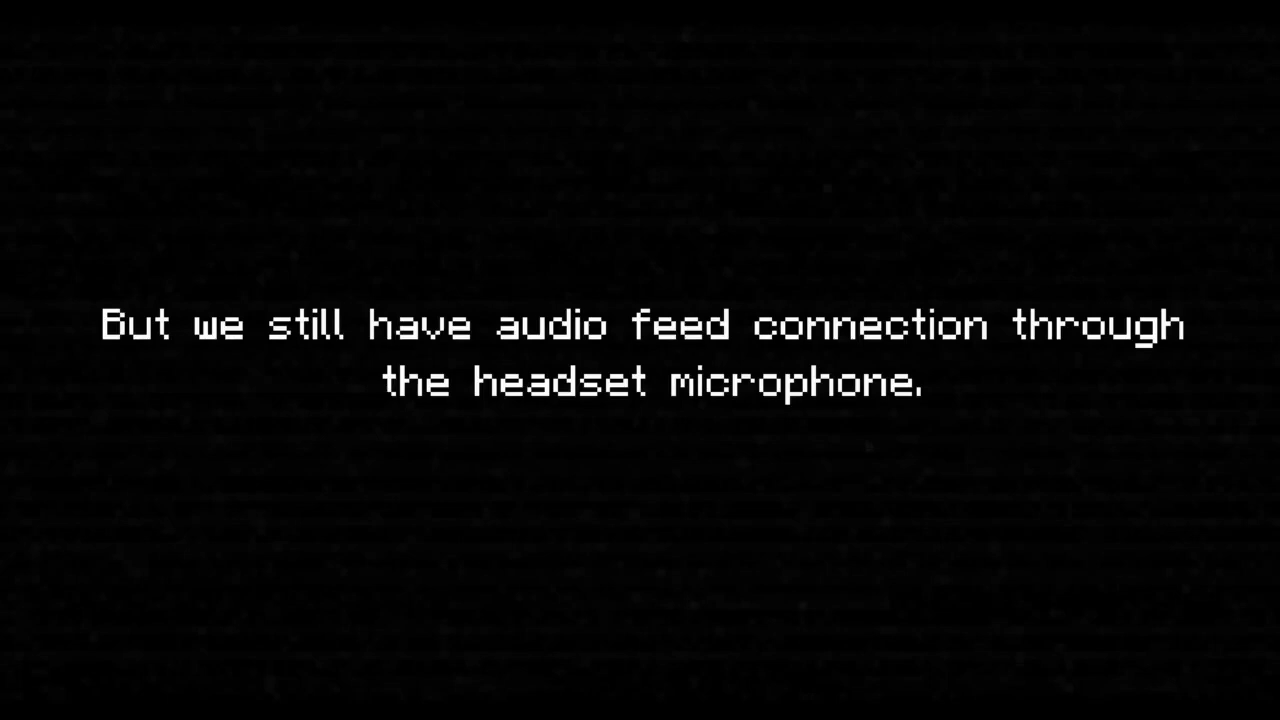 But we still have audio feed connection through
the headset microphone.